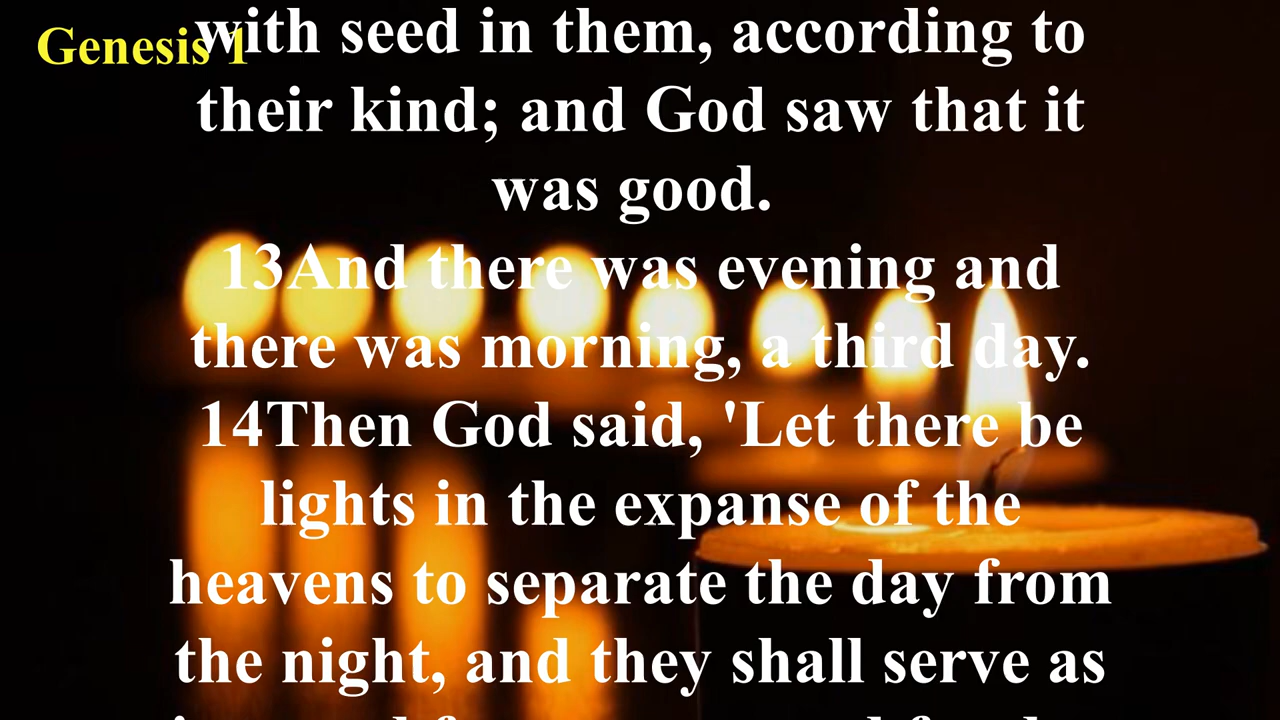 Genesis 1
with seed in them, according to
their kind; and God saw that it
was good.
13And there was evening and
there was morning, a third day.
14Then God said, 'Let there be
lights in the expanse of the
heavens to separate the day from
the night, and they shall serve as